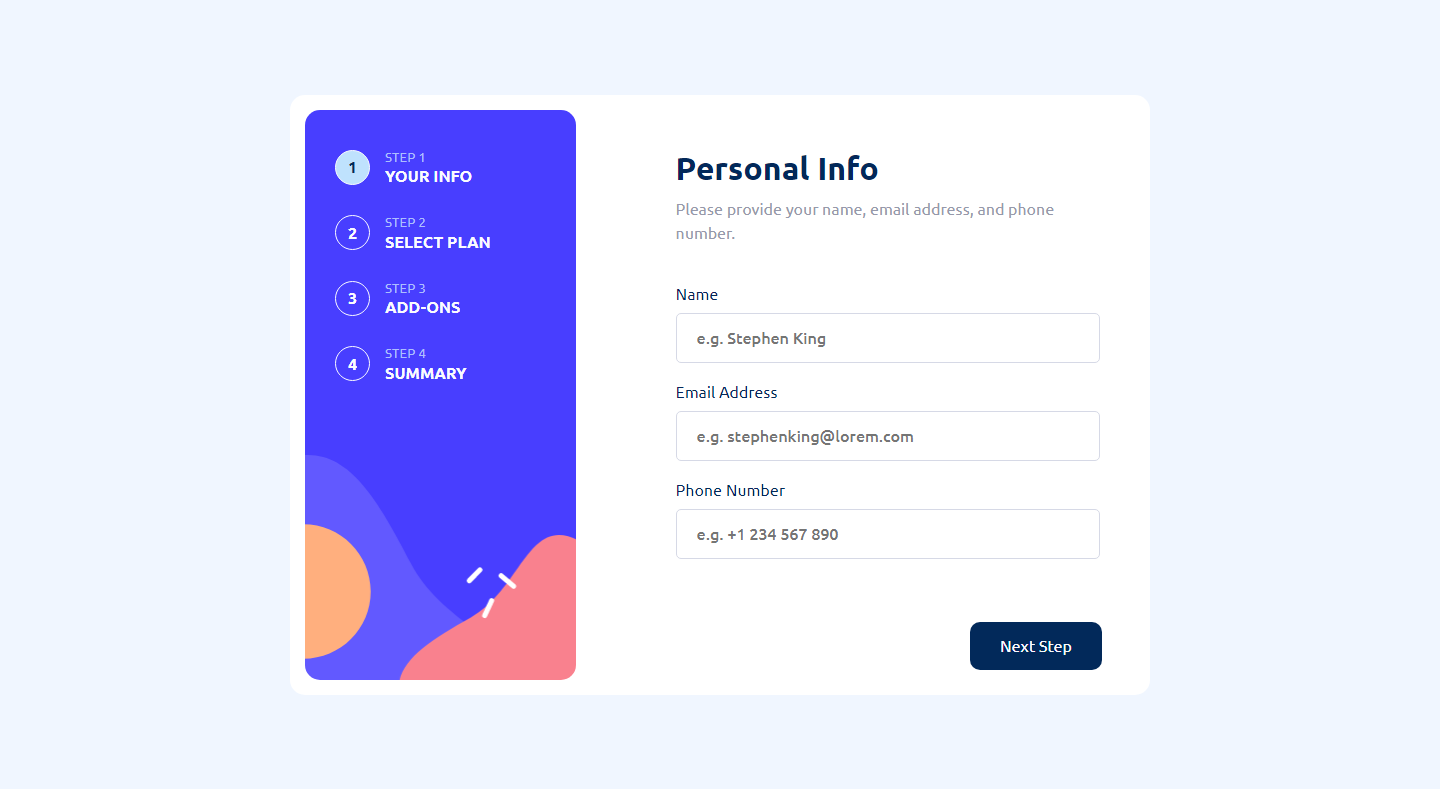 1
STEP 1
YOUR INFO
2
STEP 2
SELECT PLAN
3
STEP 3
ADD-ONS
4
STEP 4
SUMMARY
Personal Info
Please provide your name, email address, and phone
number.
Name
e.g. Stephen King
Email Address
e.g. stephenking@lorem.com
Phone Number
e.g. +1 234 567 890
Next Step